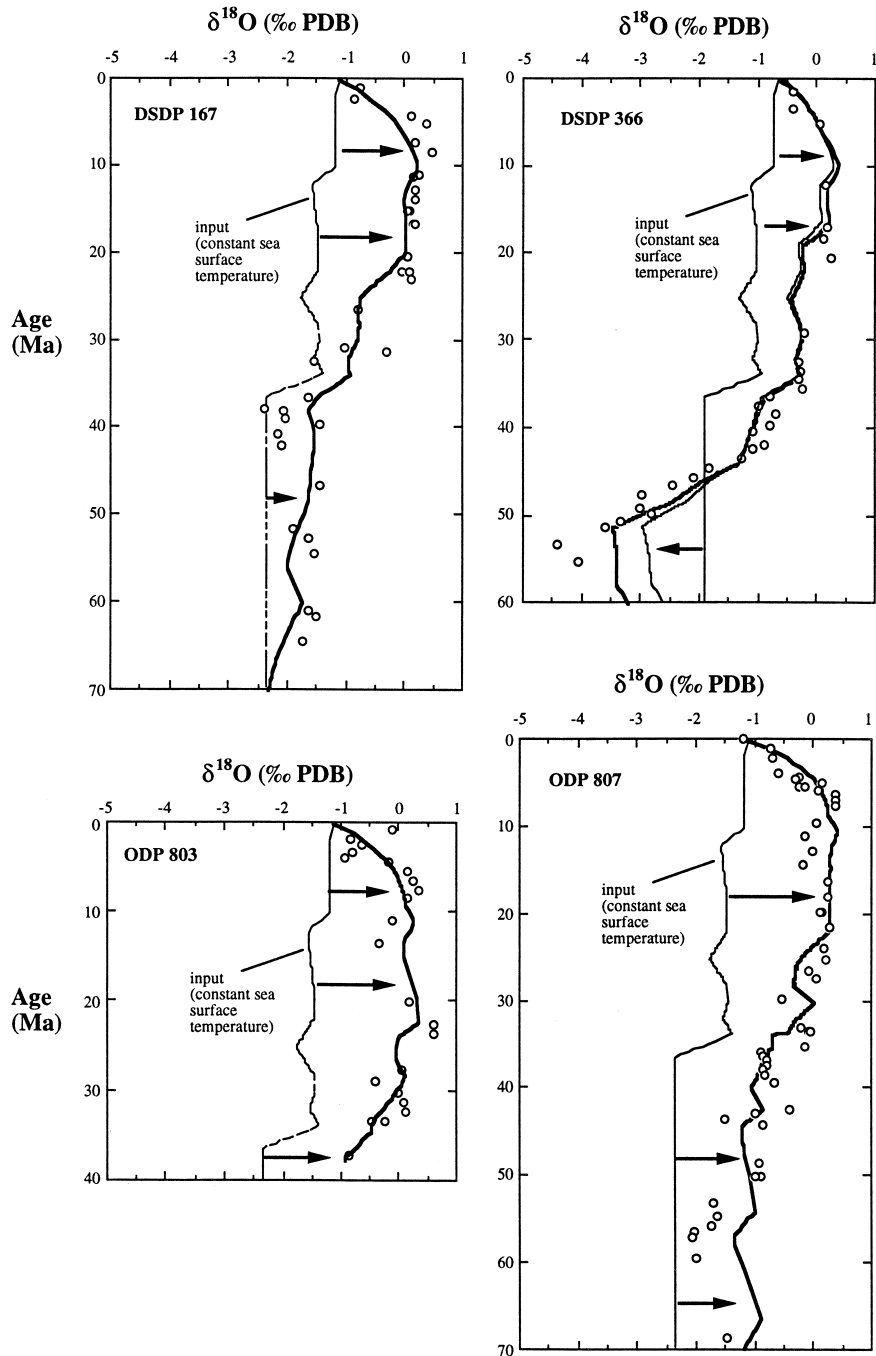 δ18O (‰ PDB)
-5 -4 -3 -2 -1 0 1
DSDP 167
input
(constant sea
surface
temperature)
Age
(Ma)
0
10
20
30
40
50
60
70
δ18O (‰ PDB)
-5 -4 -3 -2 -1 0 1
DSDP 366
input
(constant sea
surface
temperature)
0
10
20
30
40
50
60
δ18O (‰ PDB)
-5 -4 -3 -2 -1 0 1
ODP 803
input
(constant sea
surface
temperature)
Age
(Ma)
0
10
20
30
40
δ18O (‰ PDB)
-5 -4 -3 -2 -1 0 1
ODP 807
input
(constant sea
surface
temperature)
0
10
20
30
40
50
60
70